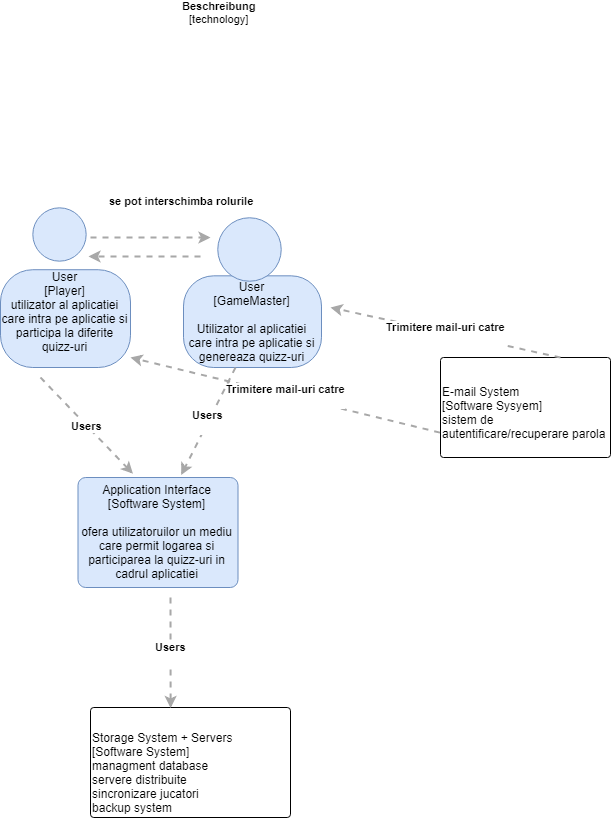 Beschreibung
[technology]
se pot interschimba rolurile
User
[Player]
utilizator al aplicatiei
care intra pe aplicatie si
participa la diferite
quizz-uri
User
[GameMaster]
Utilizator al aplicatiei
care intra pe aplicatie si
genereaza quizz-uri
Trimitere mail-uri catre
Trimitere mail-uri catre
E-mail System
[Software Sysyem]
sistem de
autentificare/recuperare parola
Users
Users
Application Interface
[Software System]
ofera utilizatoruilor un mediu
care permit logarea si
participarea la quizz-uri in
cadrul aplicatiei
Users
Storage System + Servers
[Software System]
managment database
servere distribuite
sincronizare jucatori
backup system